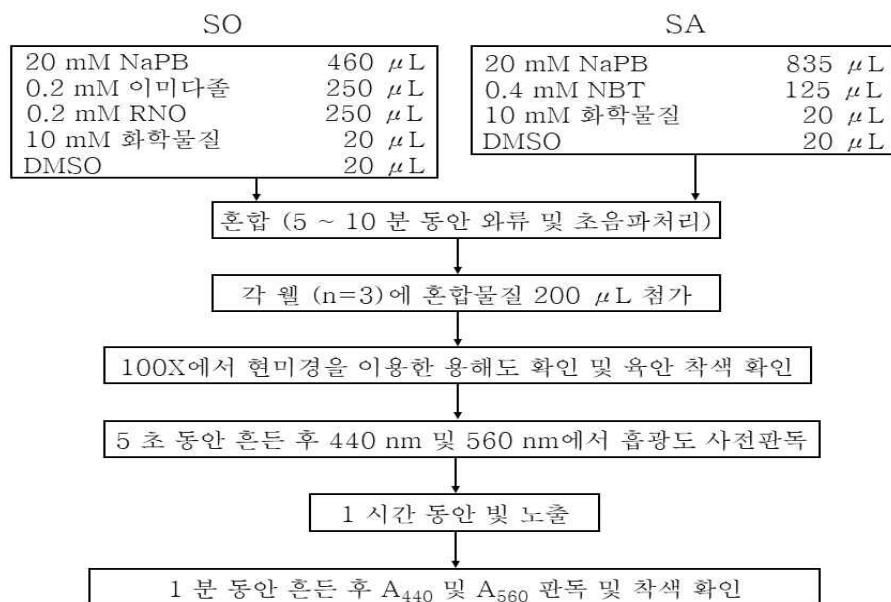 SO
20 mM NaPB 460 μL
0.2 mM 이미다졸 250 μL
0.2 mM RNO 250 μL
10 mM 화학물질 20 μL
DMSO 20 μL
SA
20 mM NaPB 835 μL
0.4 mM NBT 125 μL
10 mM 화학물질 20 μL
DMSO 20 μL
혼합 (5 ~ 10 분 동안 와류 및 초음파처리)
각 웰 (n=3)에 혼합물질 200 μL 첨가
100X에서 현미경을 이용한 용해도 확인 및 육안 착색 확인
5 초 동안 흔든 후 440 nm 및 560 nm에서 흡광도 사전판독
1 시간 동안 빛 노출
1 분 동안 흔든 후 A₄₄₀ 및 A₅₆₀ 판독 및 착색 확인